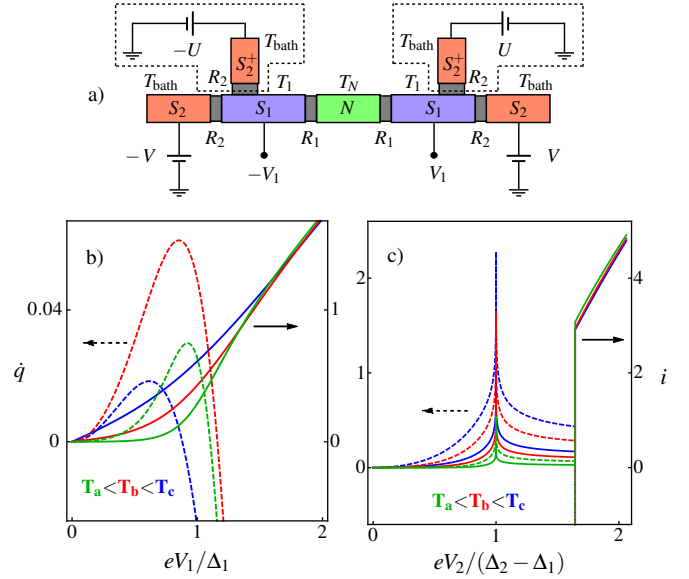 −U
T_bath
T_bath
U
S_2^+
S_2^+
T_bath
R_2
T_1
T_N
T_1
R_2
T_bath
a)
S_2
S_1
N
S_1
S_2
R_2
R_1
R_1
R_2
−V
−V_1
V_1
V
b)
c)
0.04
0
q̇
1
0
T_a<T_b<T_c
0
1
2
eV_1/Δ_1
2
1
0
4
2
0
i
T_a<T_b<T_c
0
1
2
eV_2/(Δ_2 − Δ_1)